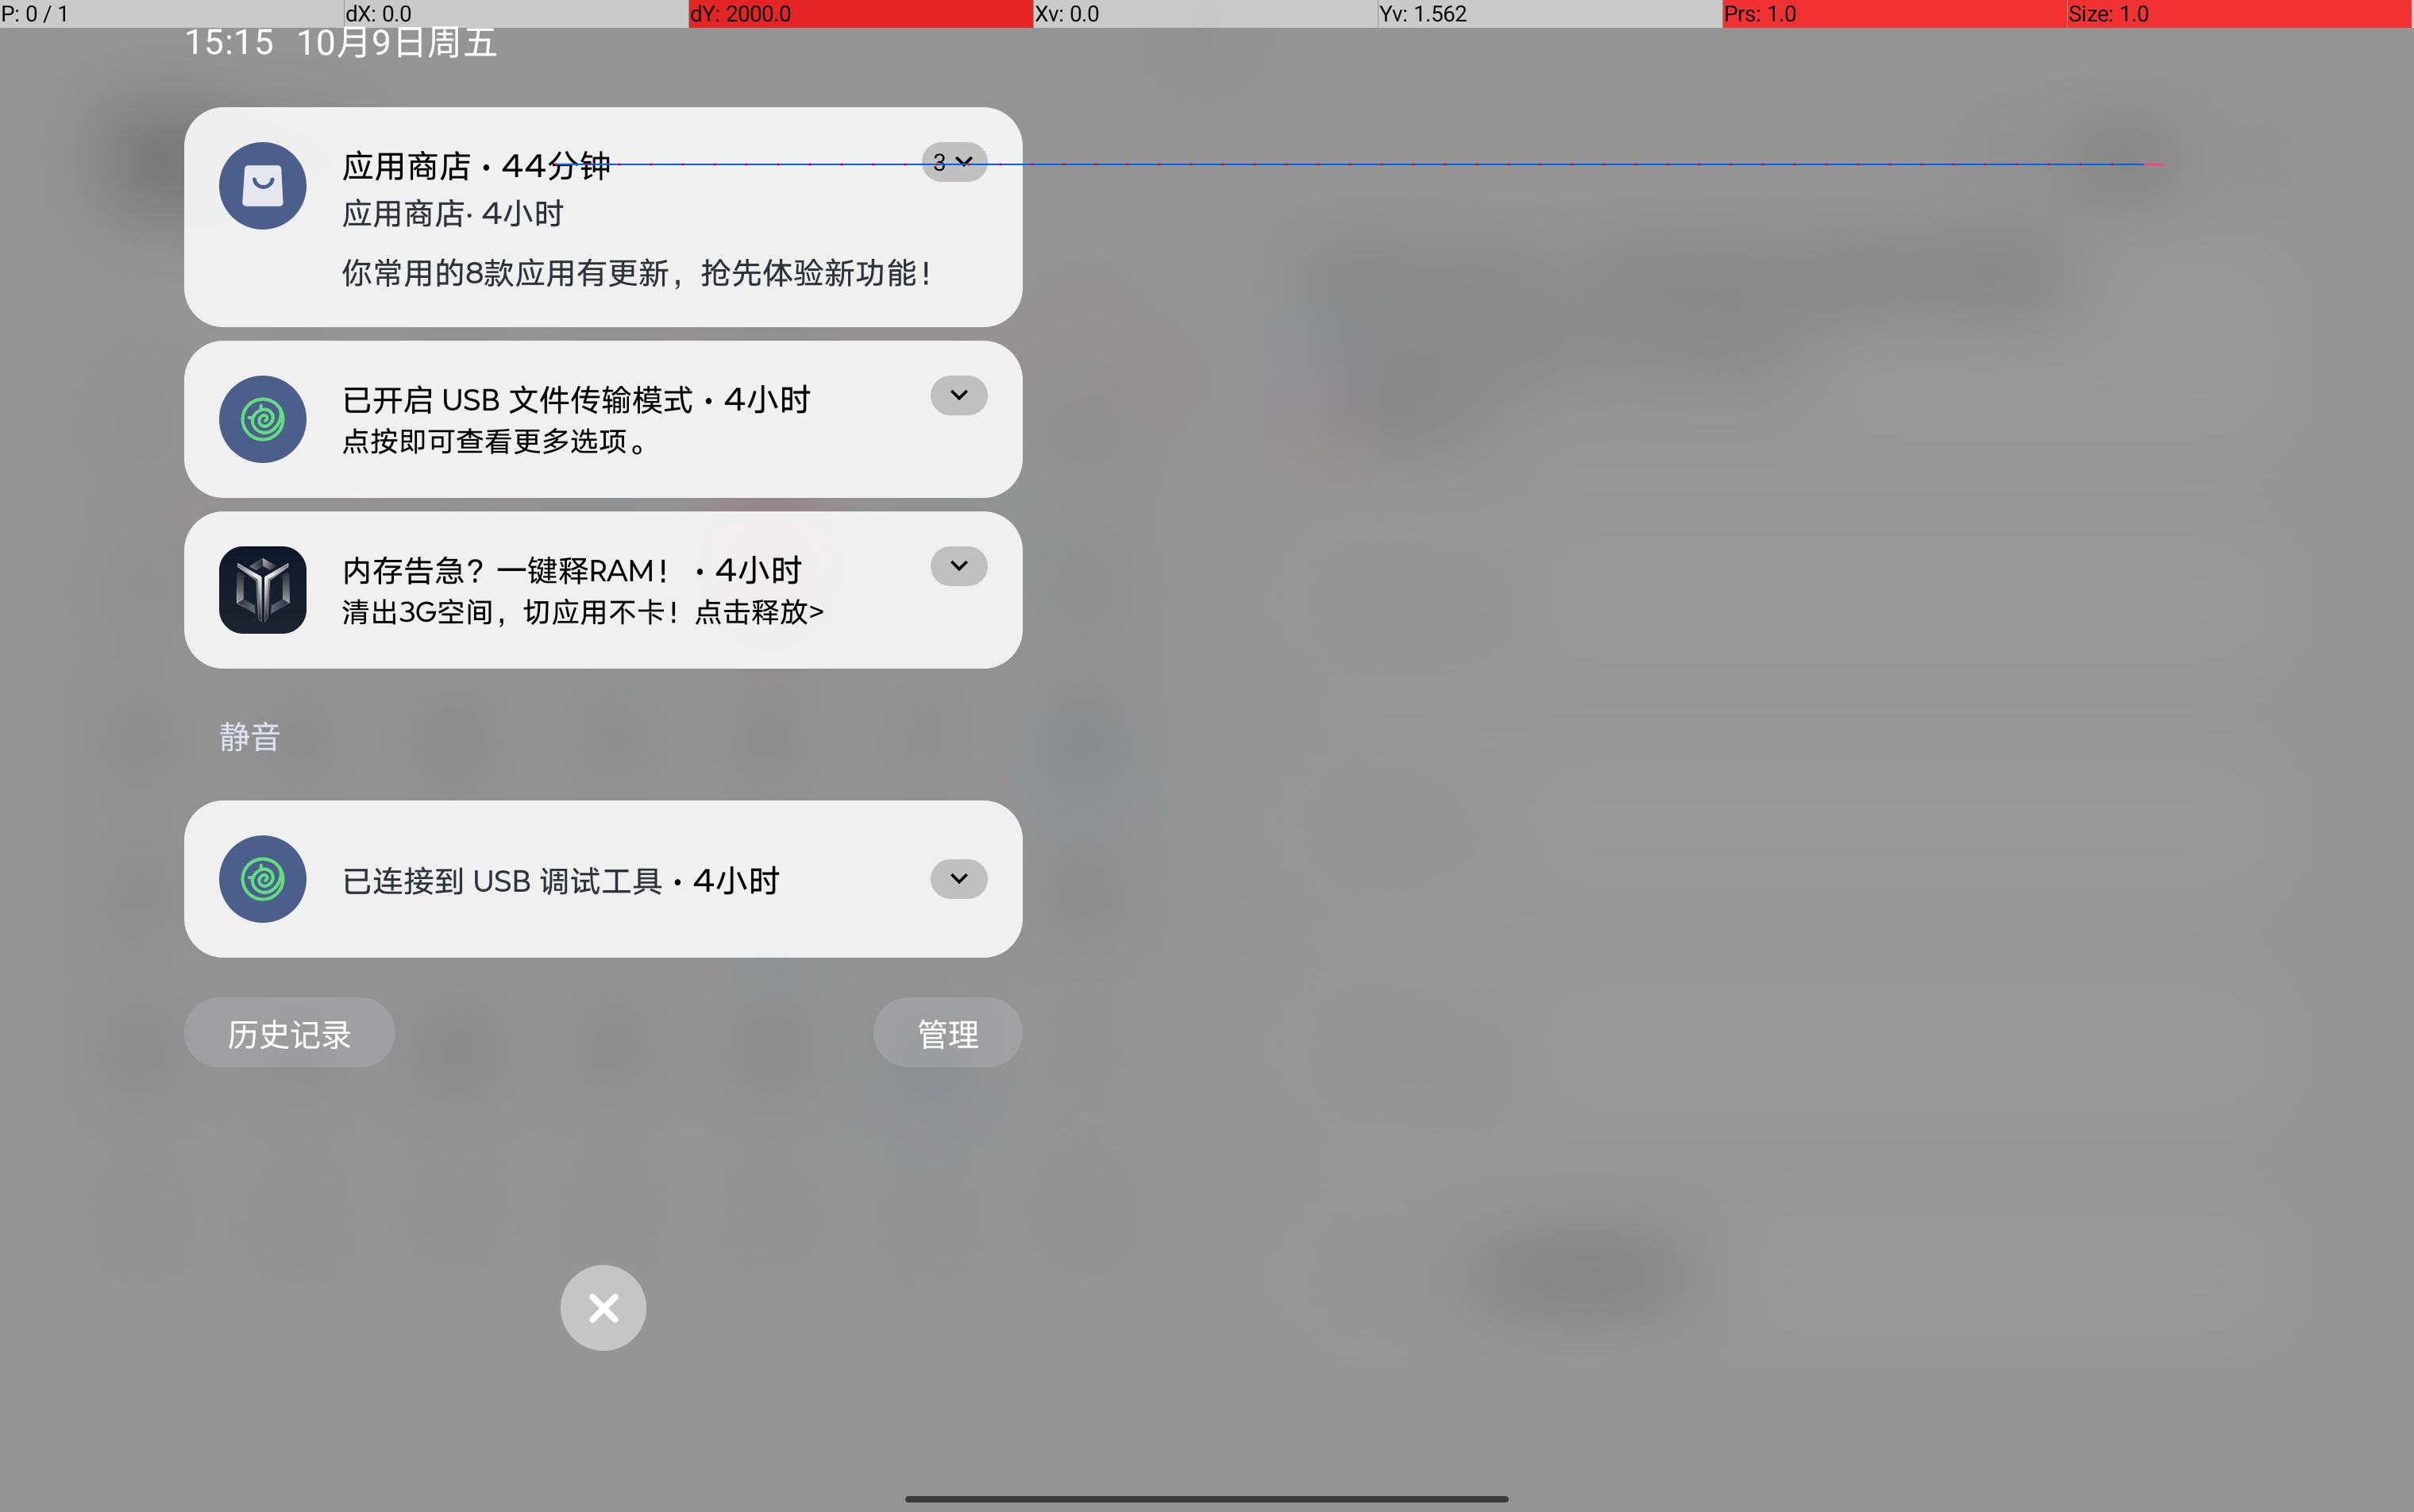 P: 0 / 1
dX: 0.0
dY: 2000.0
Xv: 0.0
Yv: 1.562
Prs: 1.0
Size: 1.0
15:15 10月9日周五
应用商店 • 44分钟
3
应用商店· 4小时
你常用的8款应用有更新，抢先体验新功能！
已开启 USB 文件传输模式 • 4小时
点按即可查看更多选项。
内存告急？一键释RAM！ • 4小时
清出3G空间，切应用不卡！点击释放>
静音
已连接到 USB 调试工具 • 4小时
历史记录
管理